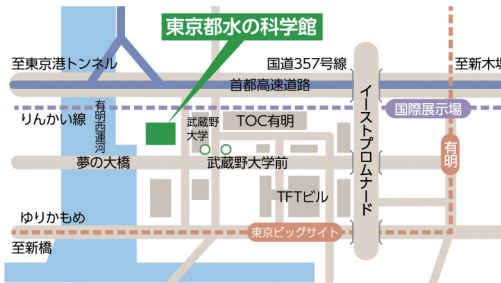 東京都水の科学館
至東京港トンネル
国道357号線
至新木場
首都高速道路
りんかい線
有明西運河
武蔵野
大学
TOC有明
イーストプロムナード
国際展示場
有明
夢の大橋
武蔵野大学前
TFTビル
ゆりかもめ
東京ビッグサイト
至新橋